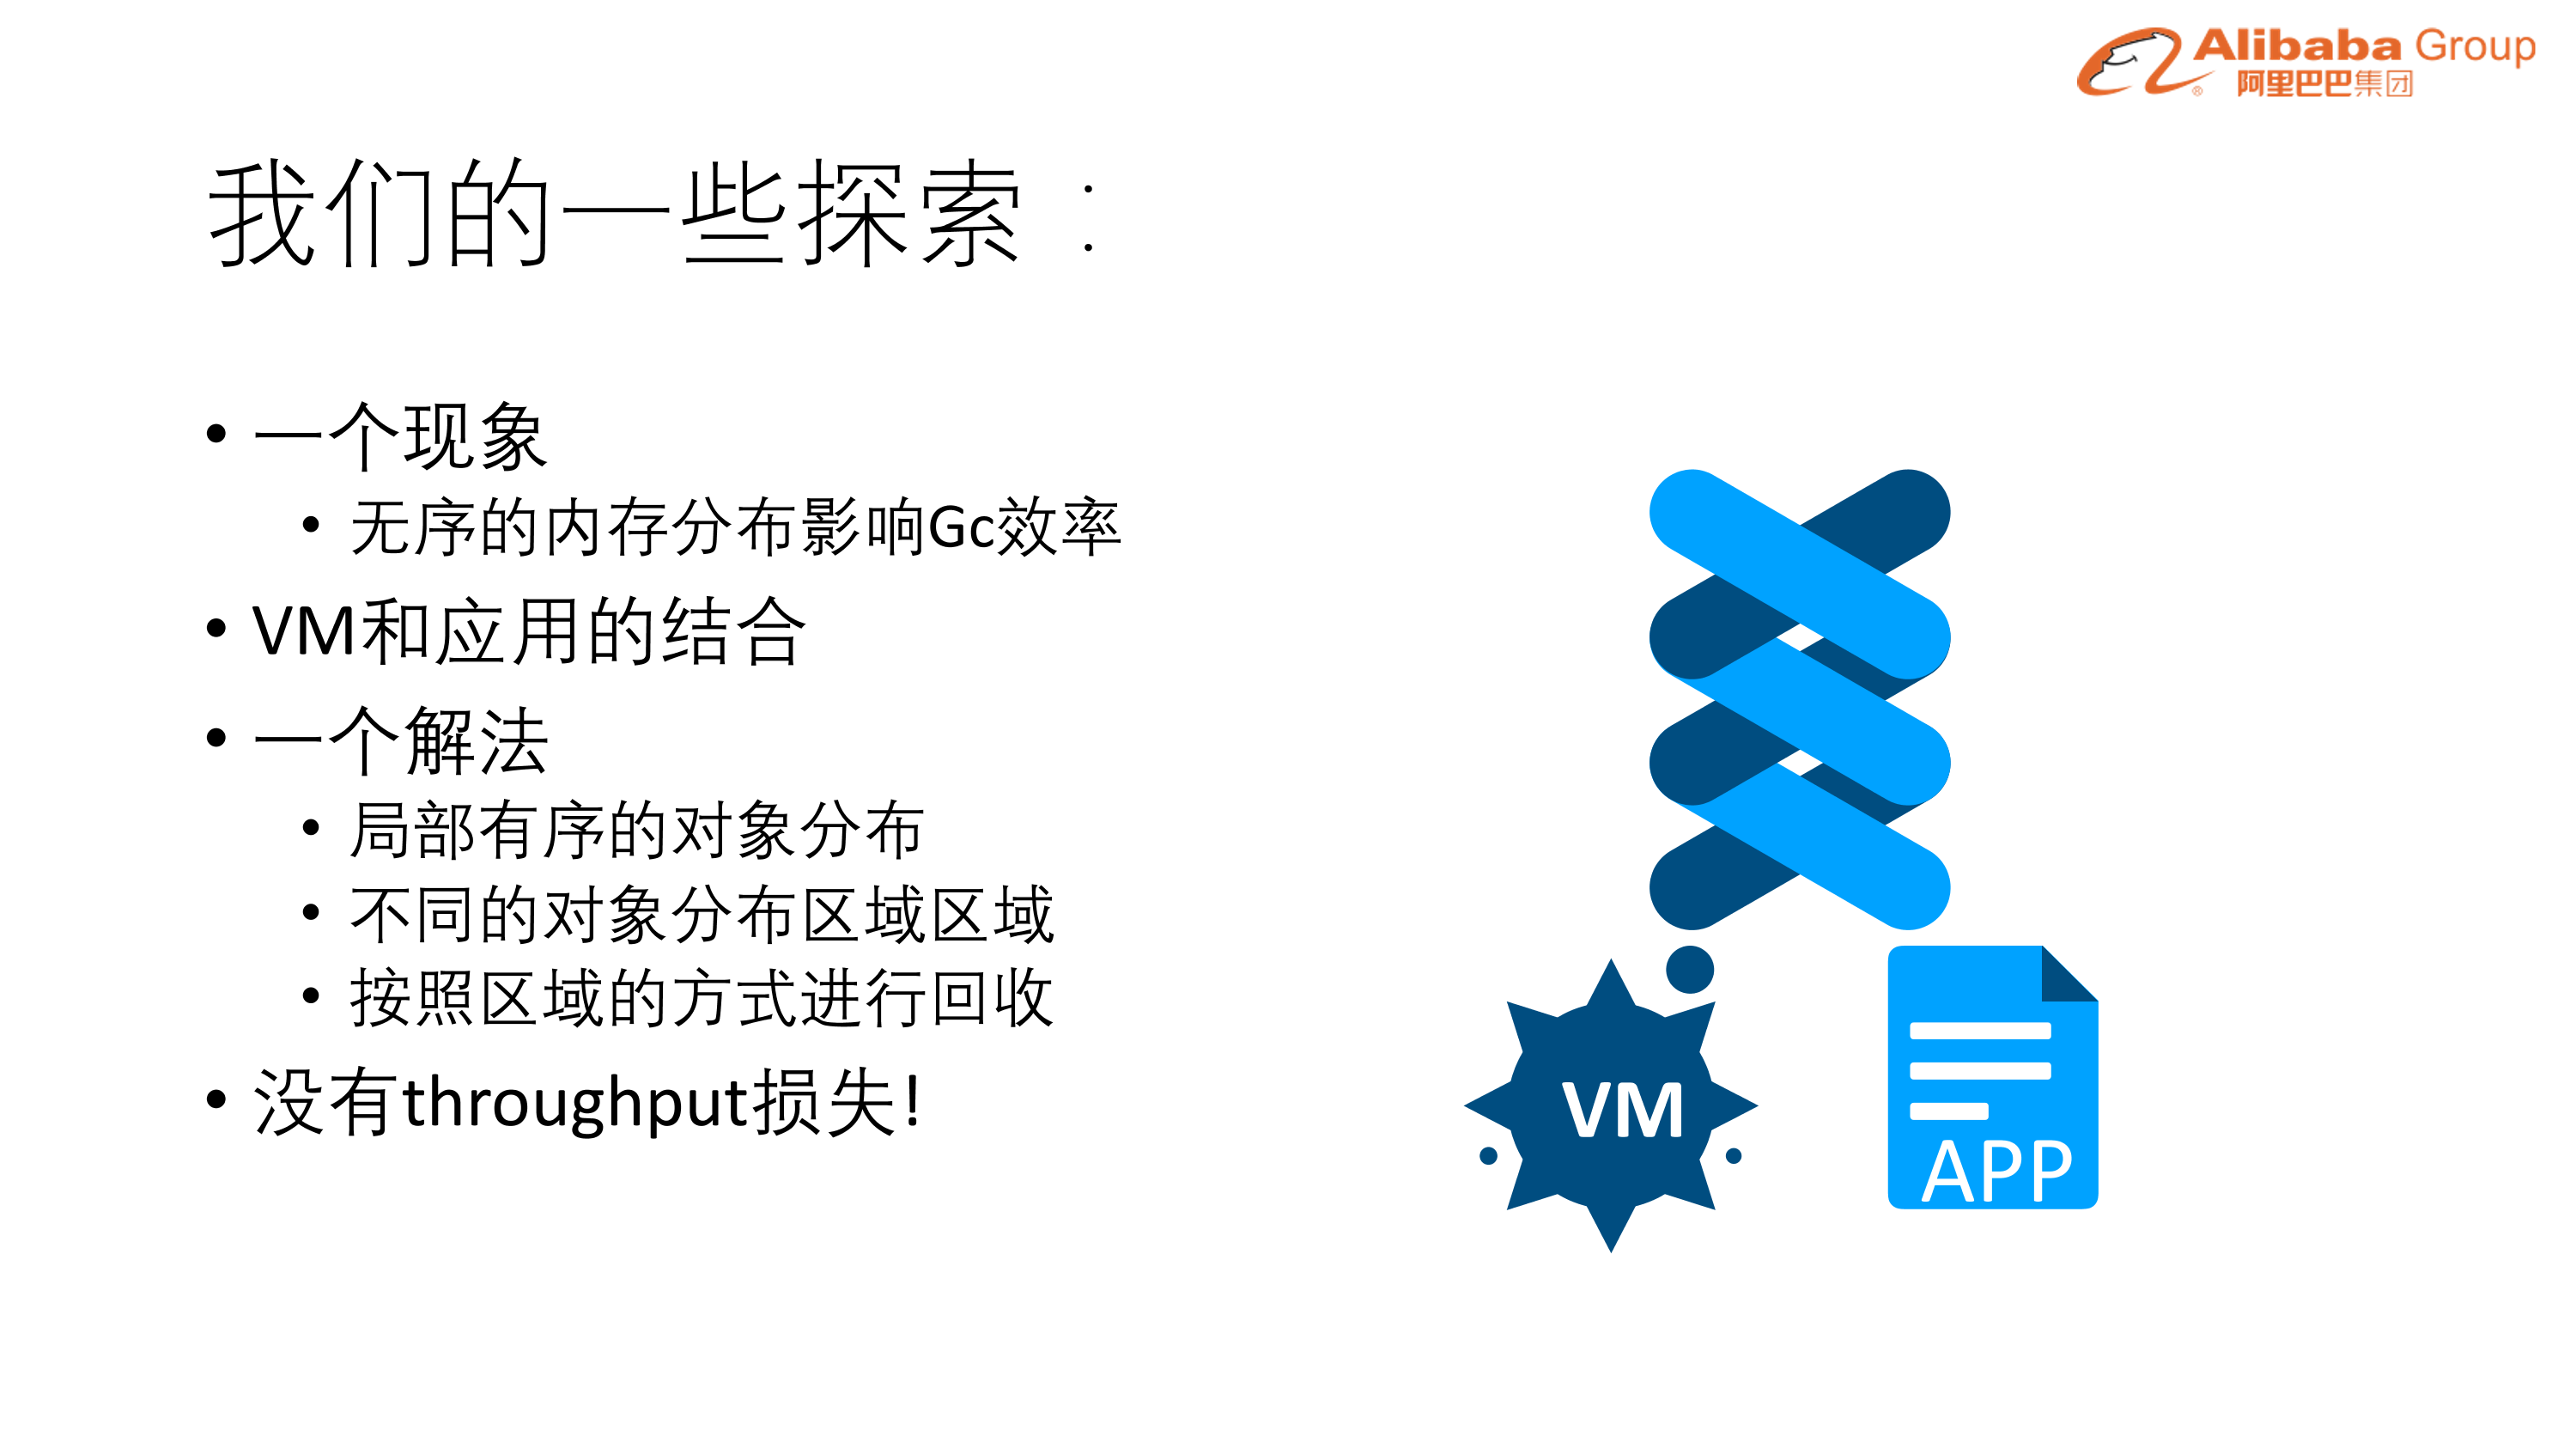 Alibaba Group
阿里巴巴集团
我们的一些探索：
• 一个现象
• 无序的内存分布影响Gc效率
• VM和应用的结合
• 一个解法
• 局部有序的对象分布
• 不同的对象分布区域区域
• 按照区域的方式进行回收
• 没有throughput损失!
VM
APP